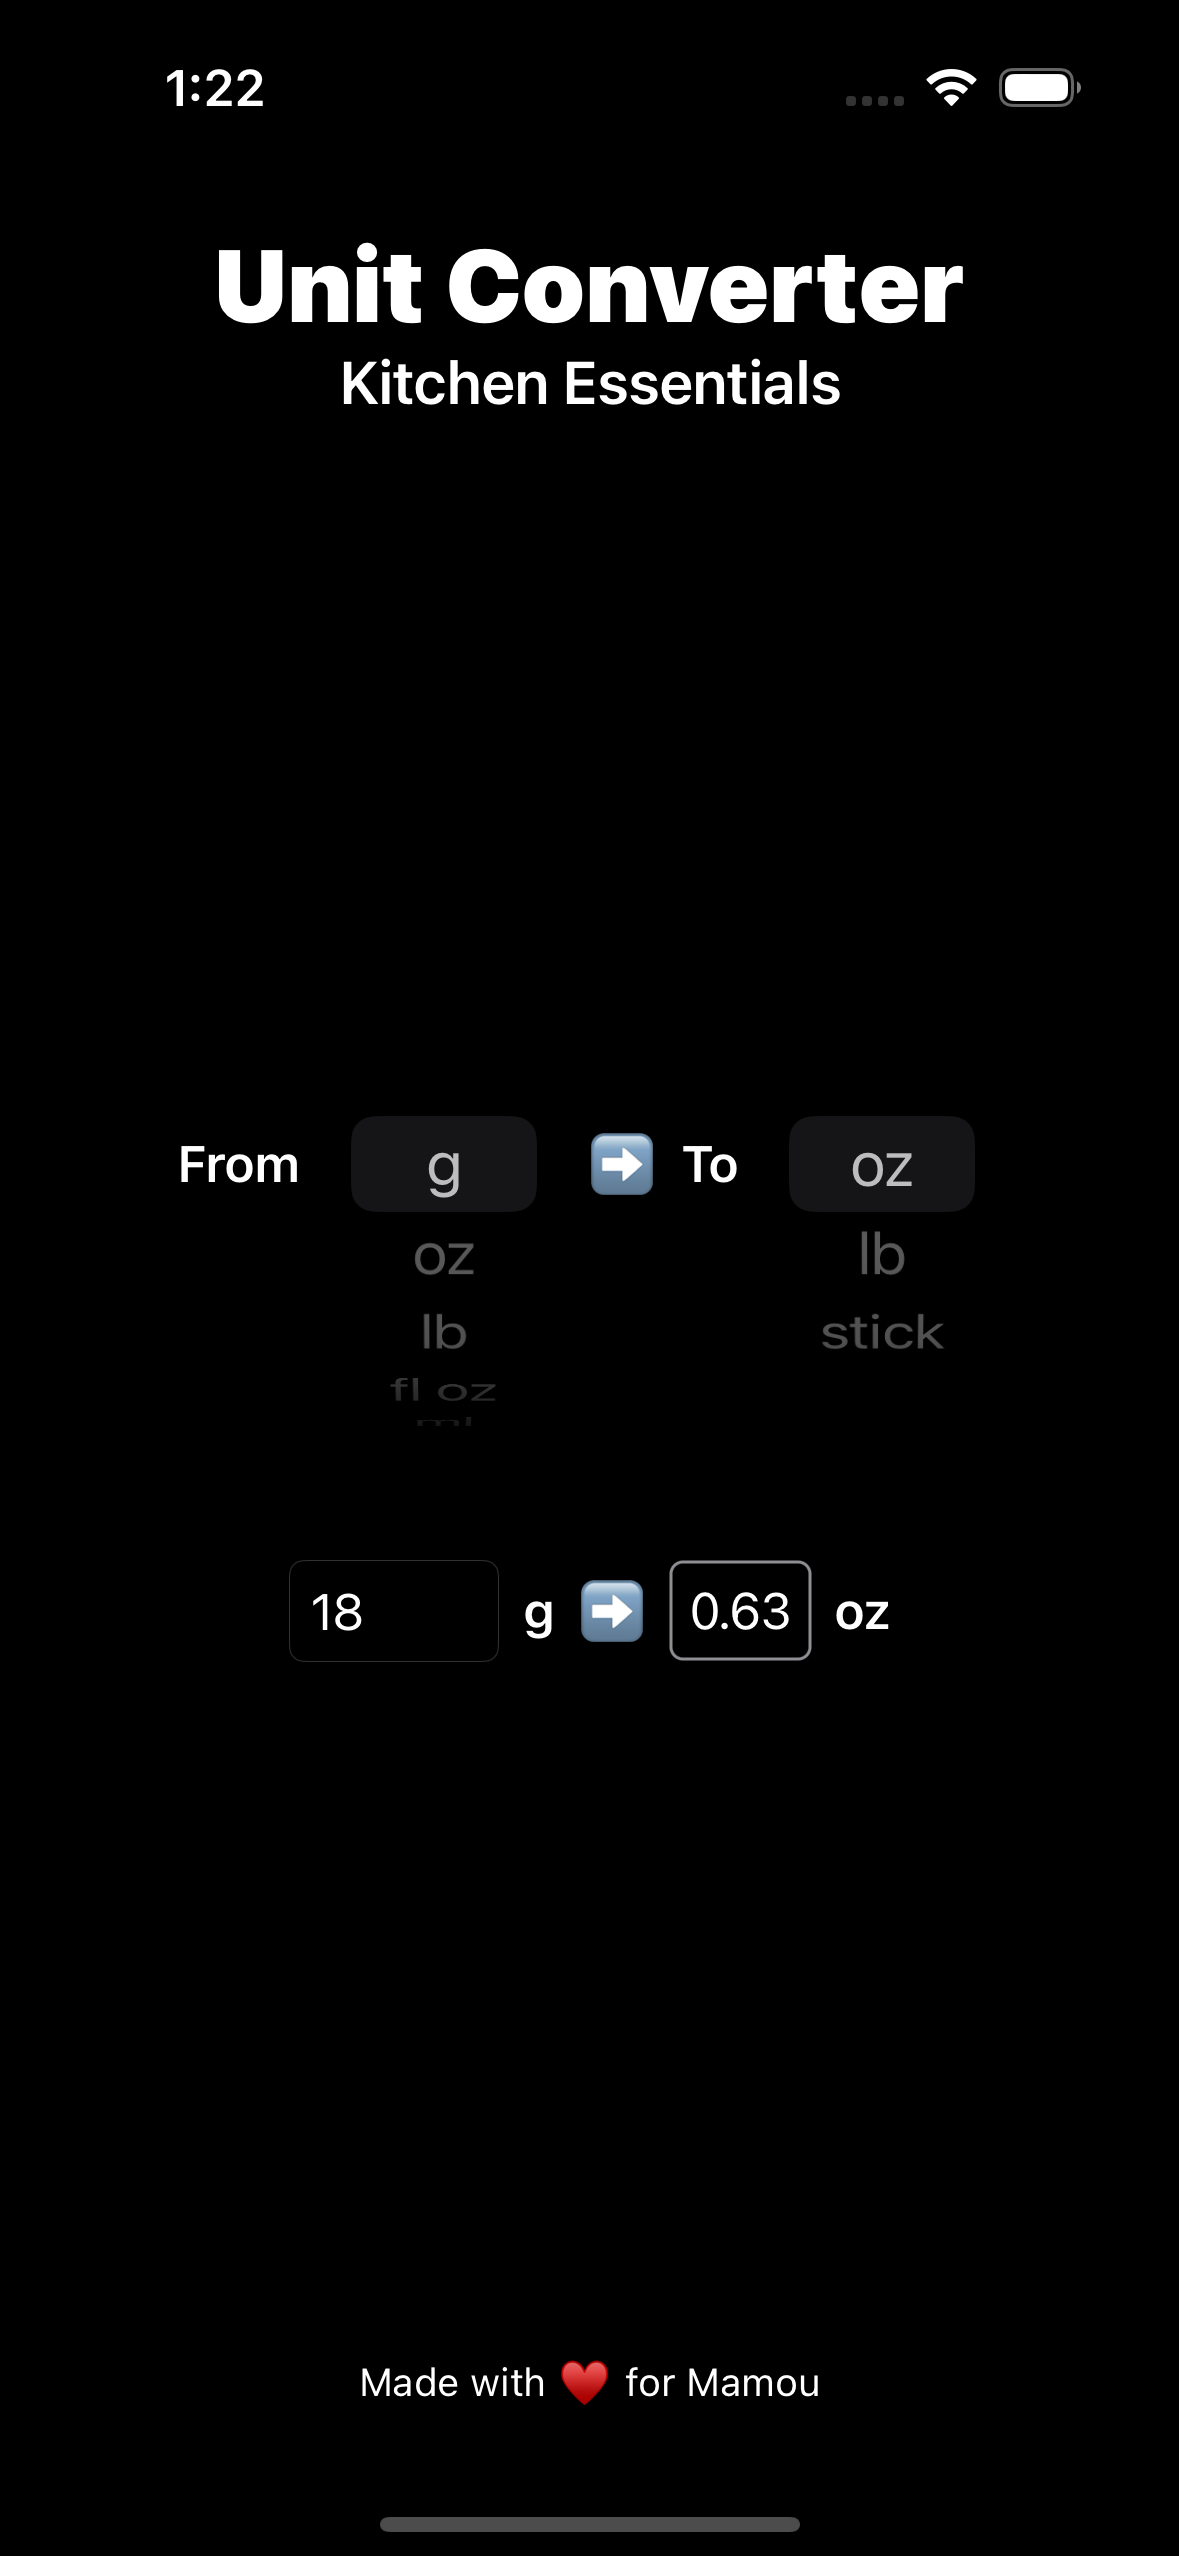 1:22
Unit Converter
Kitchen Essentials
From g ➡️ To oz
oz lb
lb stick
fl oz
18 g ➡️ 0.63 oz
Made with ♥️ for Mamou